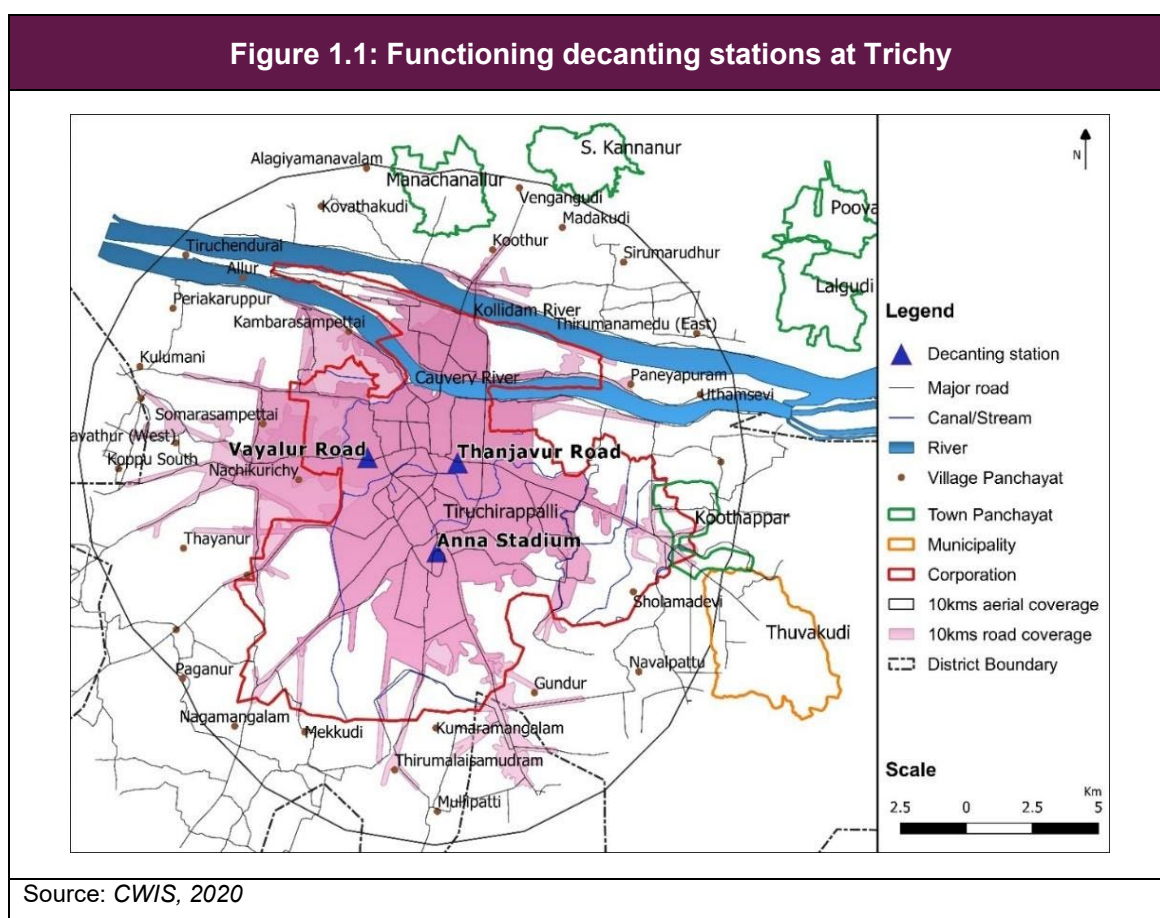 Figure 1.1: Functioning decanting stations at Trichy
Alagiyamanavalam
S. Kannanur
Manachanallur
Vengangudi
Kovathakudi
Madakudi
Poova
Koothur
Sirumarudhur
Tiruchendurai
Allur
Lalgudi
Periakaruppur
Kollidam River
Thirumanamedu (East)
Kambarasampettai
Kulumani
Cauvery River
Paneyapuram
Uthamsevi
Somarasampettai
avathur (West)
Vayalur Road
Thanjavur Road
Koppu South
Nachikurichy
Tiruchirappalli
Koothappar
Anna Stadium
Thayanur
Sholamadevi
Thuvakudi
Paganur
Navalpattu
Gundur
Nagamangalam
Mekkudi
Kumaramangalam
Thirumalaisamudram
Mullipatti
N
Legend
Decanting station
Major road
Canal/Stream
River
Village Panchayat
Town Panchayat
Municipality
Corporation
10kms aerial coverage
10kms road coverage
District Boundary
Scale
Km
2.5 0 2.5 5
Source: CWIS, 2020